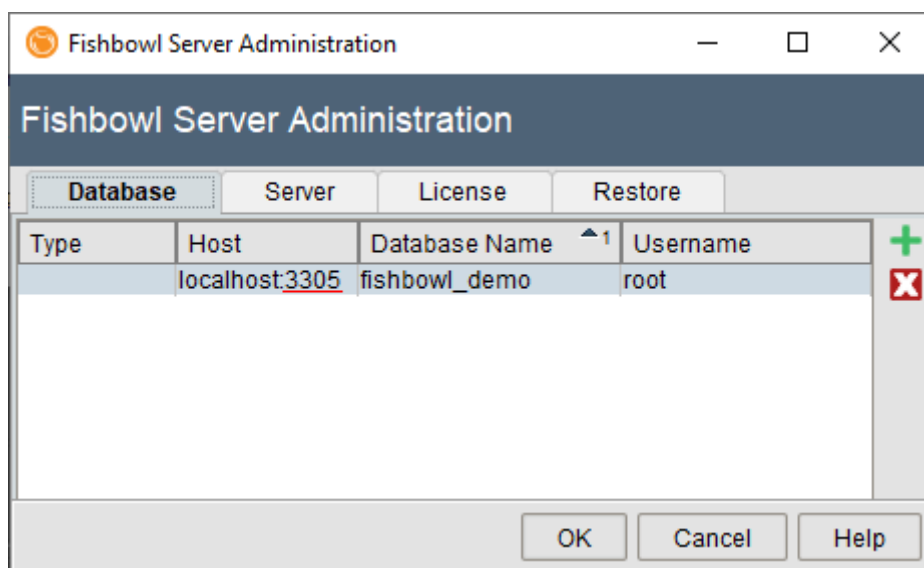 Fishbowl Server Administration
Fishbowl Server Administration
Database Server License Restore
Type Host Database Name 1 Username
localhost:3305 fishbowl_demo root
OK Cancel Help